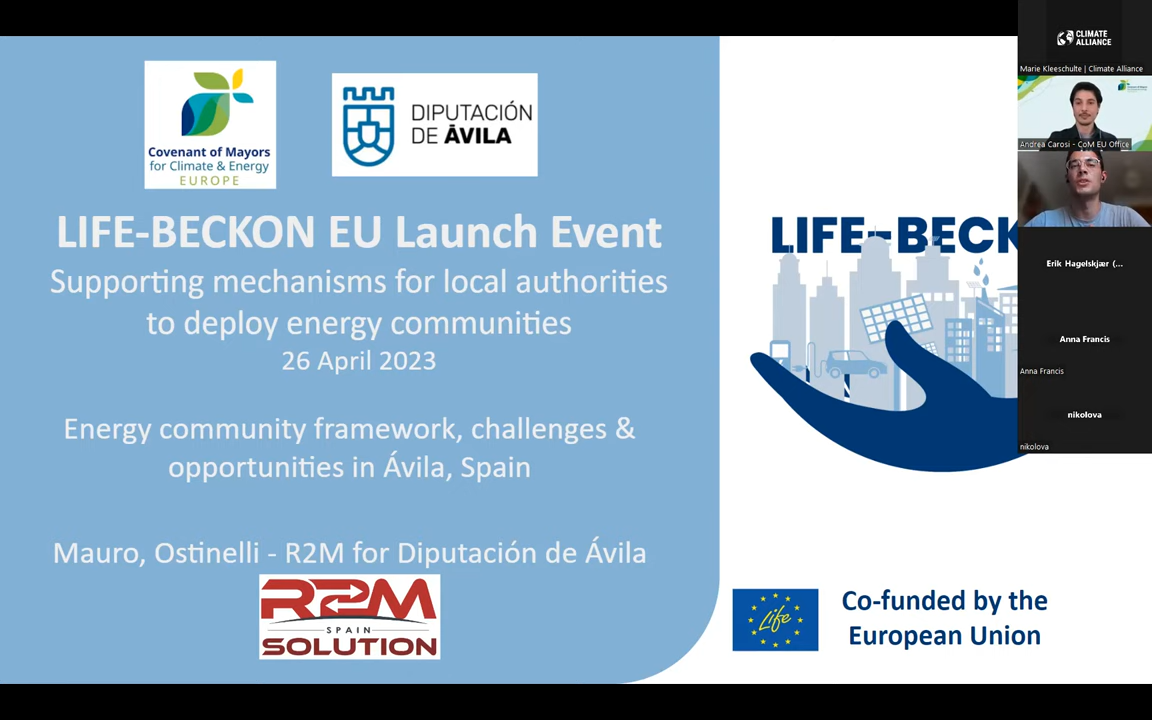 Covenant of Mayors
for Climate & Energy
EUROPE
DIPUTACIÓN
DE ÁVILA
LIFE-BECKON EU Launch Event
Supporting mechanisms for local authorities
to deploy energy communities
26 April 2023
Energy community framework, challenges &
opportunities in Ávila, Spain
Mauro, Ostinelli - R2M for Diputación de Ávila
R2M
SPAIN
SOLUTION
LIFE-BECK
Life
Co-funded by the
European Union
CLIMATE
ALLIANCE
Marie Kleeschulte | Climate Alliance
Andrea Carosi - CoM EU Office
Erik Hagelskjær (...
Anna Francis
Anna Francis
nikolova
nikolova